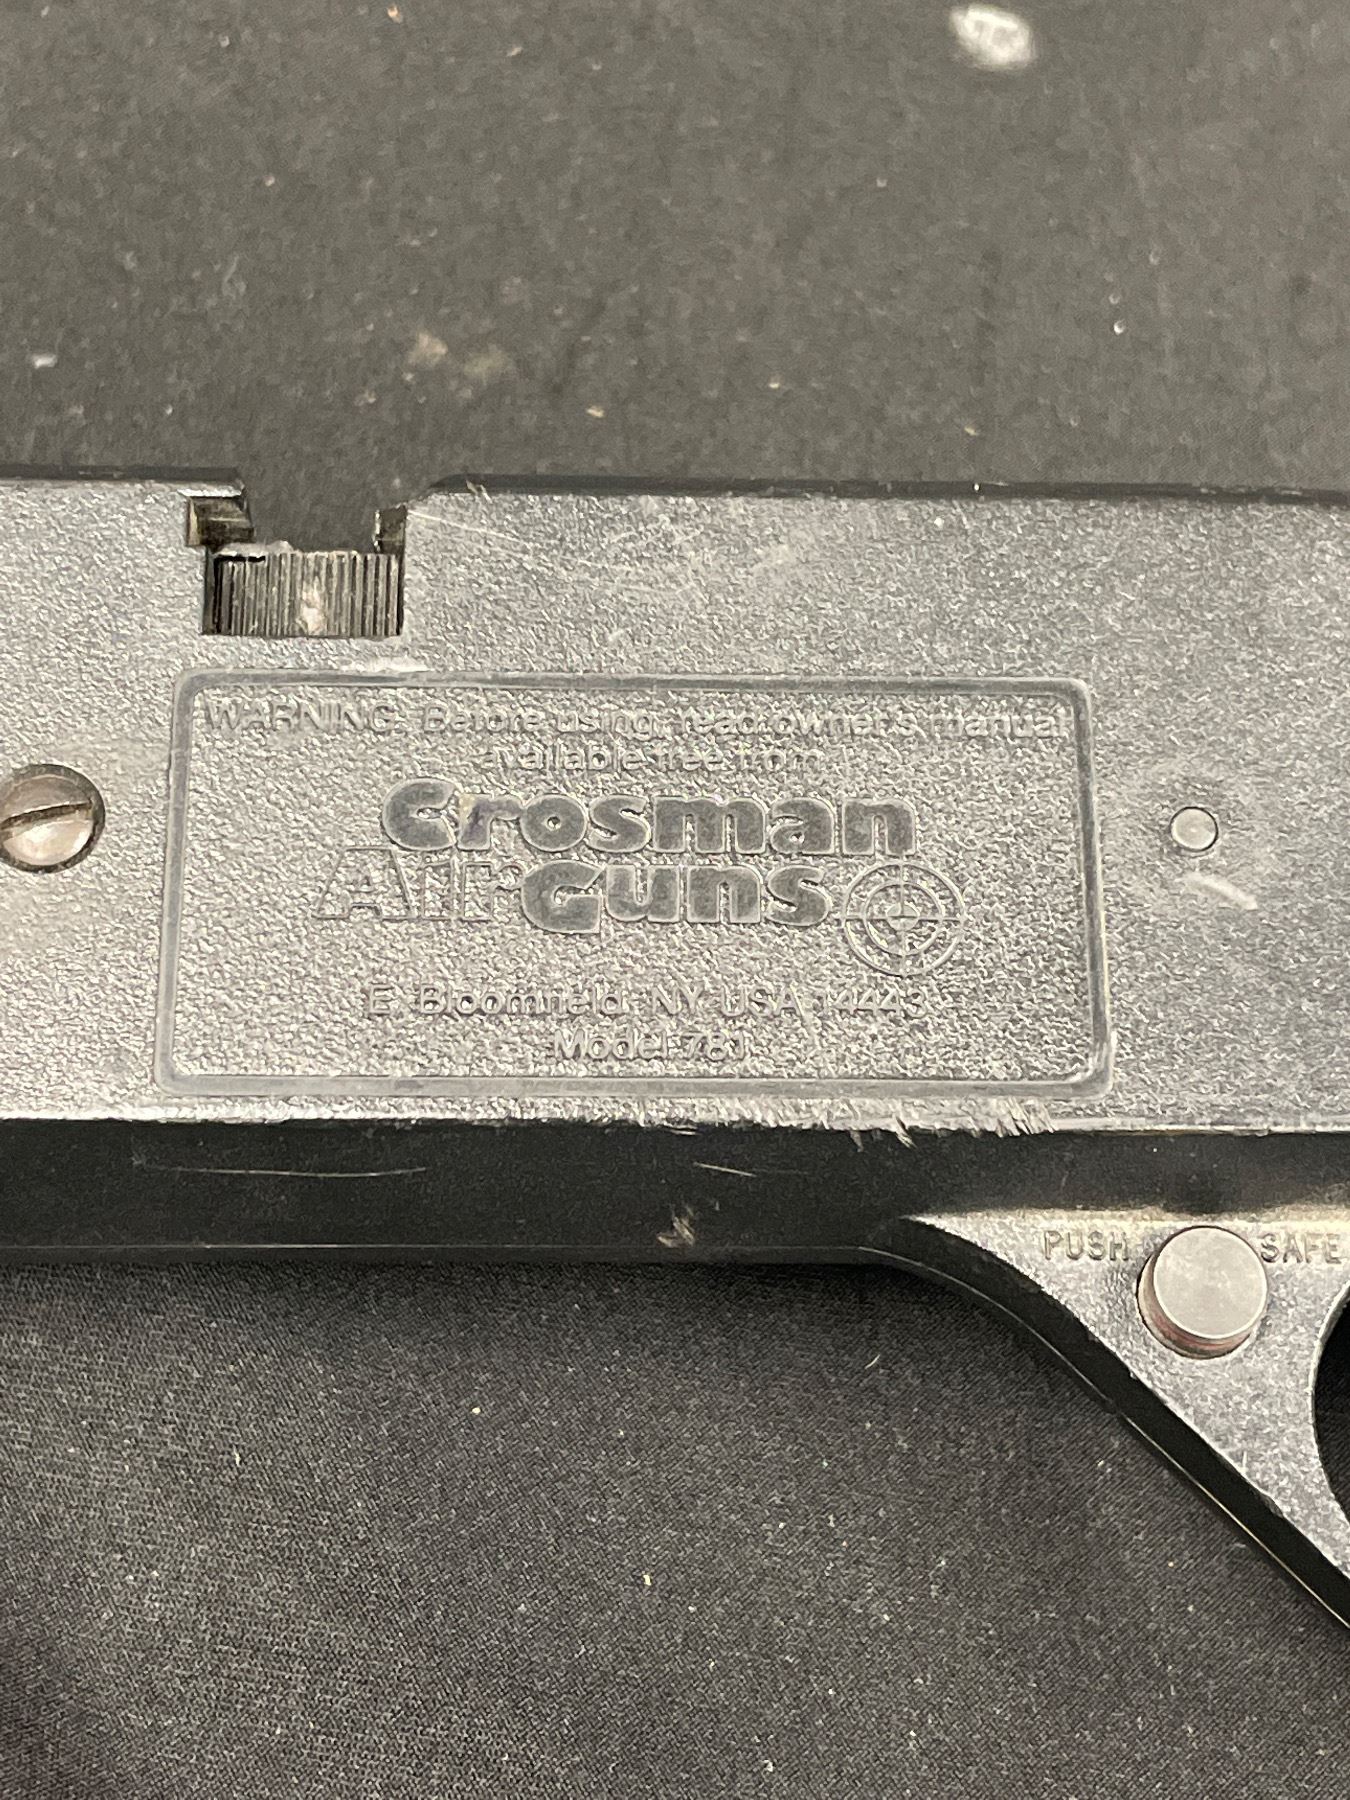 WARNING: Before using, read owner's manual
available free from
Crosman
Air Guns
E. Bloomfield, NY USA 14443
Model 781
PUSH SAFE